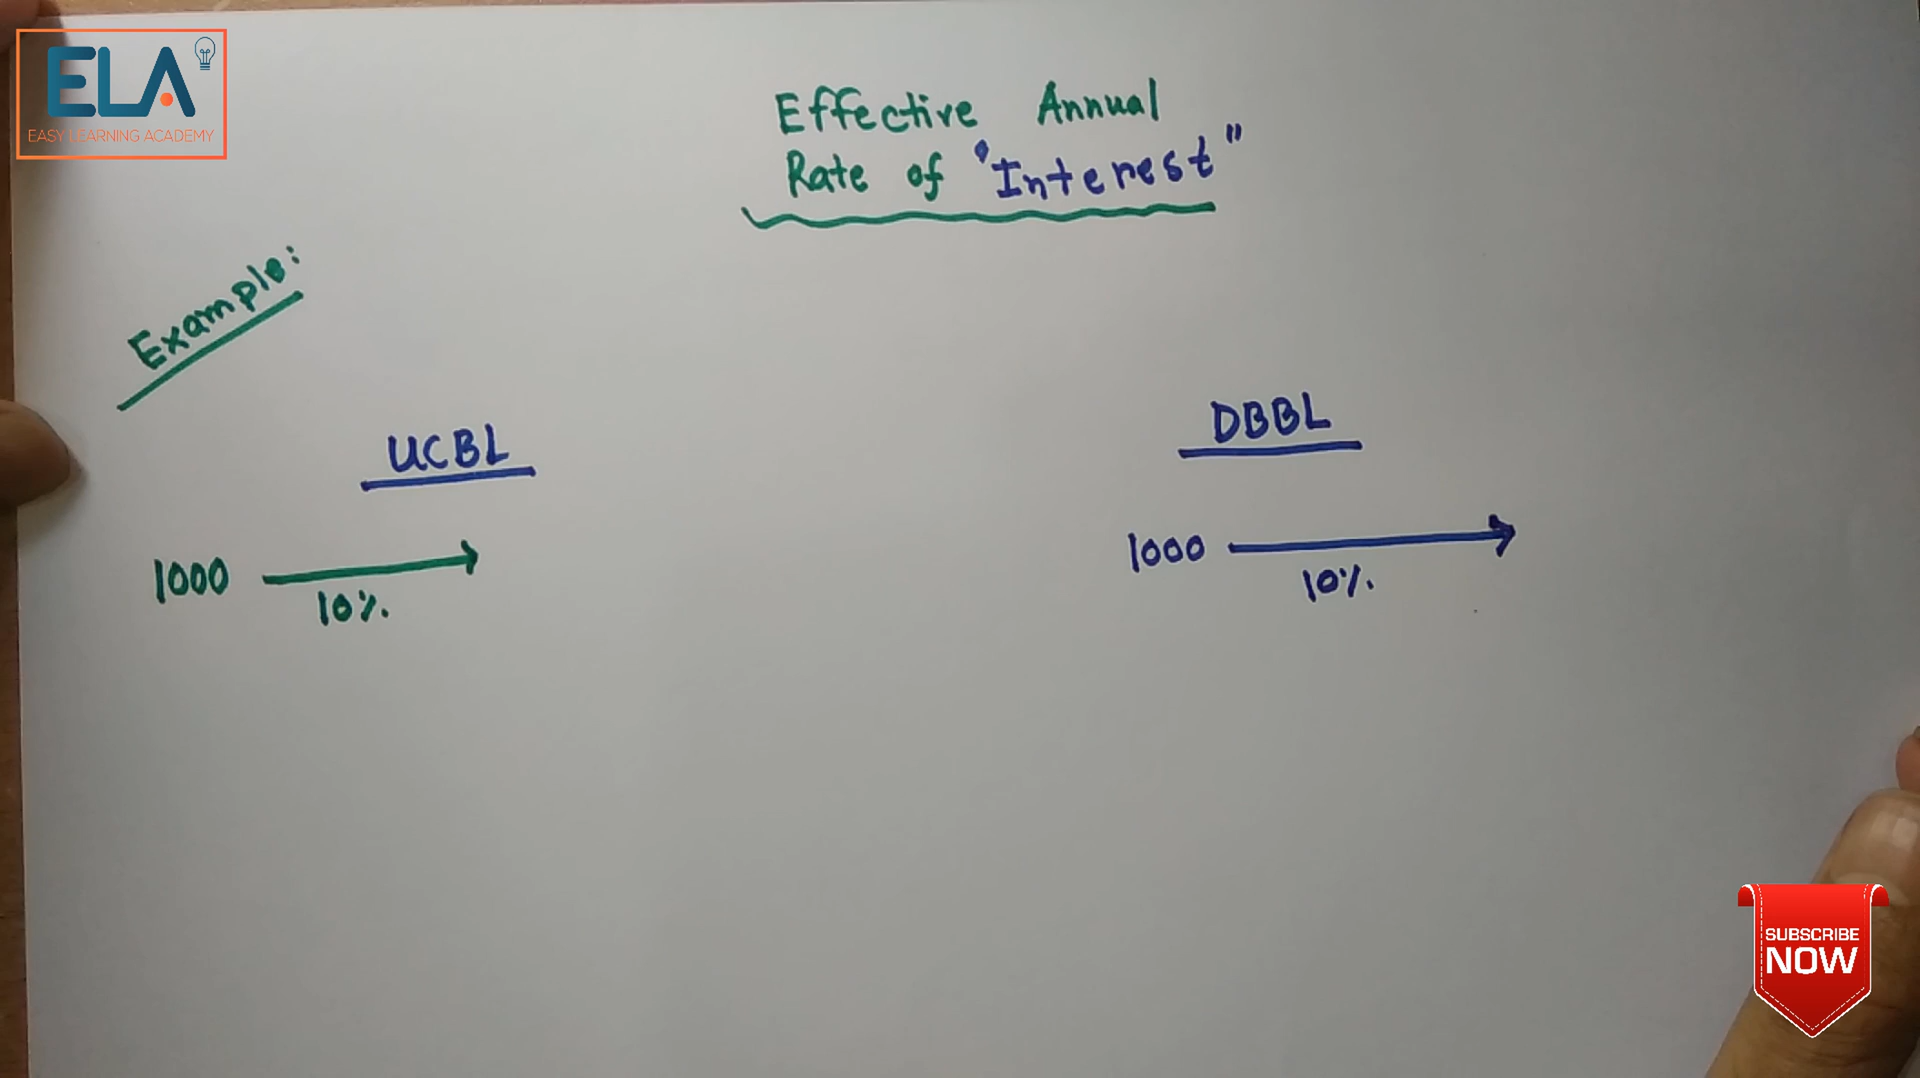 ELA
EASY LEARNING ACADEMY
Effective Annual
Rate of "Interest"
Example:
UCBL
DBBL
1000
10%.
1000
10%.
SUBSCRIBE
NOW